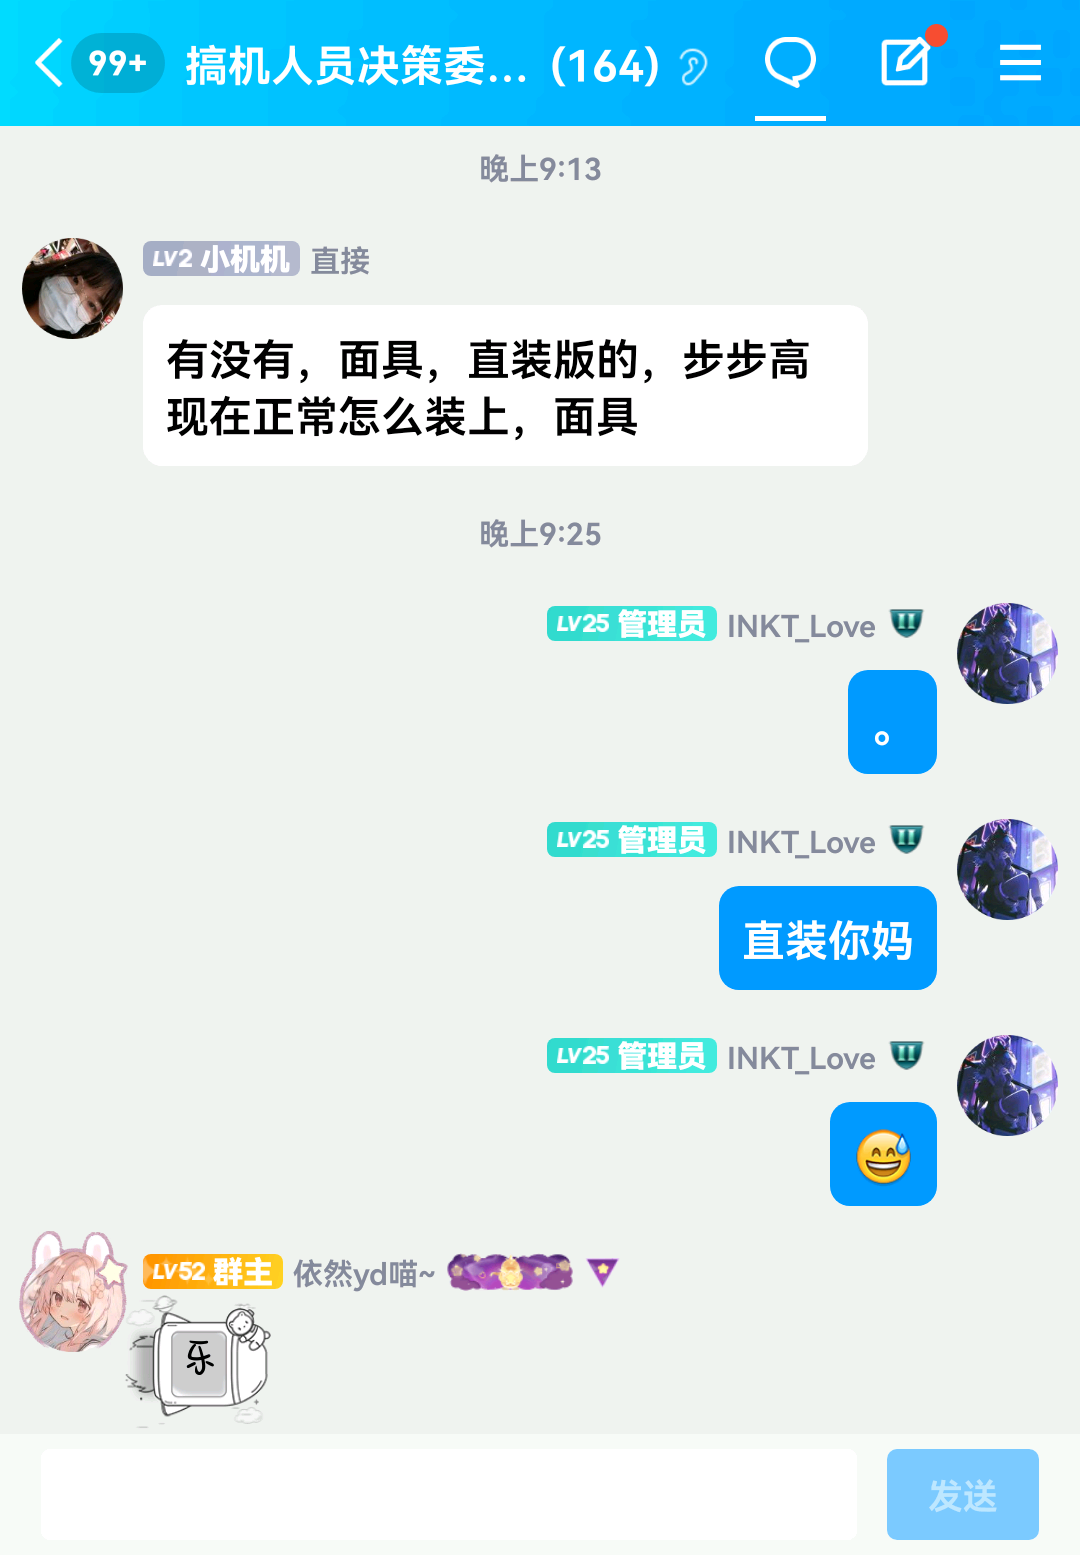 99+ 搞机人员决策委... (164)
晚上9:13
LV2 小机机 直接
有没有，面具，直装版的，步步高
现在正常怎么装上，面具
晚上9:25
LV25 管理员 INKT_Love
。
LV25 管理员 INKT_Love
直装你妈
LV25 管理员 INKT_Love
LV52 群主 依然yd喵~
乐
发送